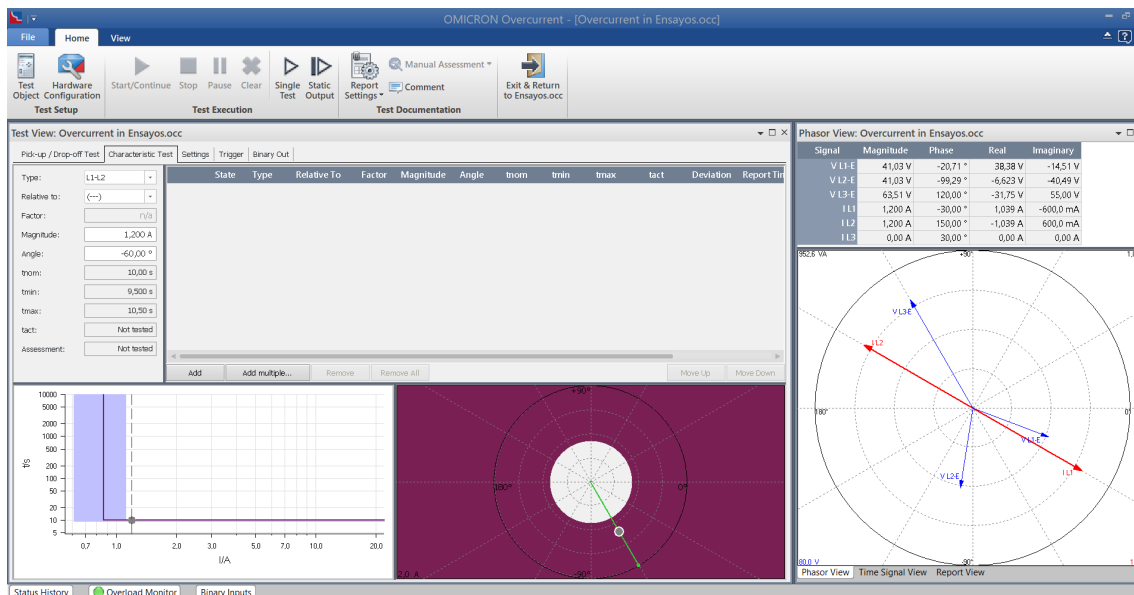 OMICRON Overcurrent - [Overcurrent in Ensayos.occ]
File Home View
Test Object
Hardware Configuration
Start/Continue
Stop
Pause
Clear
Single Test
Static Output
Report Settings
Manual Assessment
Comment
Exit & Return to Ensayos.occ
Test Setup
Test Execution
Test Documentation
Test View: Overcurrent in Ensayos.occ
Pick-up / Drop-off Test Characteristic Test Settings Trigger Binary Out
Type: L1-L2
Relative to: (---)
Factor: n/a
Magnitude: 1,200 A
Angle: -60,00 °
tnom: 10,00 s
tmin: 9,500 s
tmax: 10,50 s
tact: Not tested
Assessment: Not tested
State Type Relative To Factor Magnitude Angle tnom tmin tmax tact Deviation Report Tim
Add Add multiple... Remove Remove All Move Up Move Down
10000
5000
2000
1000
500
200
100
50
20
10
5
t/s
0,7 1,0 2,0 3,0 5,0 7,0 10,0 20,0
I/A
+90°
180°
0°
-90°
2,0 A
Phasor View: Overcurrent in Ensayos.occ
Signal Magnitude Phase Real Imaginary
V L1-E 41,03 V -20,71 ° 38,38 V -14,51 V
V L2-E 41,03 V -99,29 ° -6,623 V -40,49 V
V L3-E 63,51 V 120,00 ° -31,75 V 55,00 V
I L1 1,200 A -30,00 ° 1,039 A -600,0 mA
I L2 1,200 A 150,00 ° -1,039 A 600,0 mA
I L3 0,00 A 30,00 ° 0,00 A 0,00 A
952,6 VA
+90°
V L3-E
I L2
180°
0°
V L1-E
I L1
V L2-E
80,0 V
-90°
Phasor View Time Signal View Report View
Status History Overload Monitor Binary Inputs